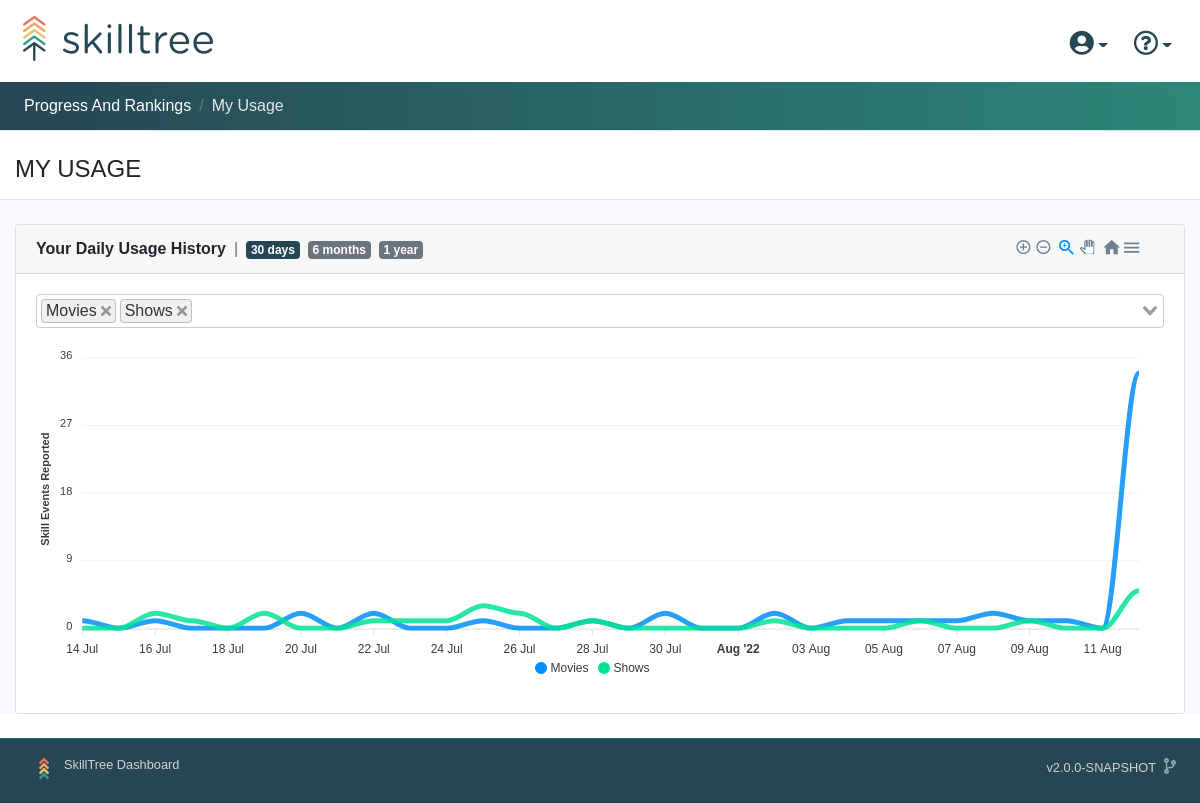 skilltree
Progress And Rankings / My Usage
MY USAGE
Your Daily Usage History | 30 days 6 months 1 year
Movies Shows
36
27
18
9
0
Skill Events Reported
14 Jul 16 Jul 18 Jul 20 Jul 22 Jul 24 Jul 26 Jul 28 Jul 30 Jul Aug '22 03 Aug 05 Aug 07 Aug 09 Aug 11 Aug
Movies Shows
SkillTree Dashboard
v2.0.0-SNAPSHOT